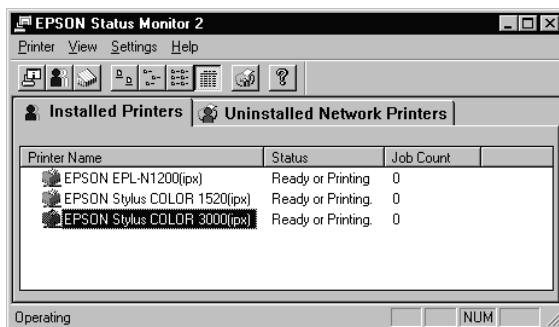 EPSON Status Monitor 2
Printer View Settings Help
Installed Printers Uninstalled Network Printers
Printer Name Status Job Count
EPSON EPL-N1200(ipx) Ready or Printing 0
EPSON Stylus COLOR 1520(ipx) Ready or Printing. 0
EPSON Stylus COLOR 3000(ipx) Ready or Printing. 0
Operating NUM